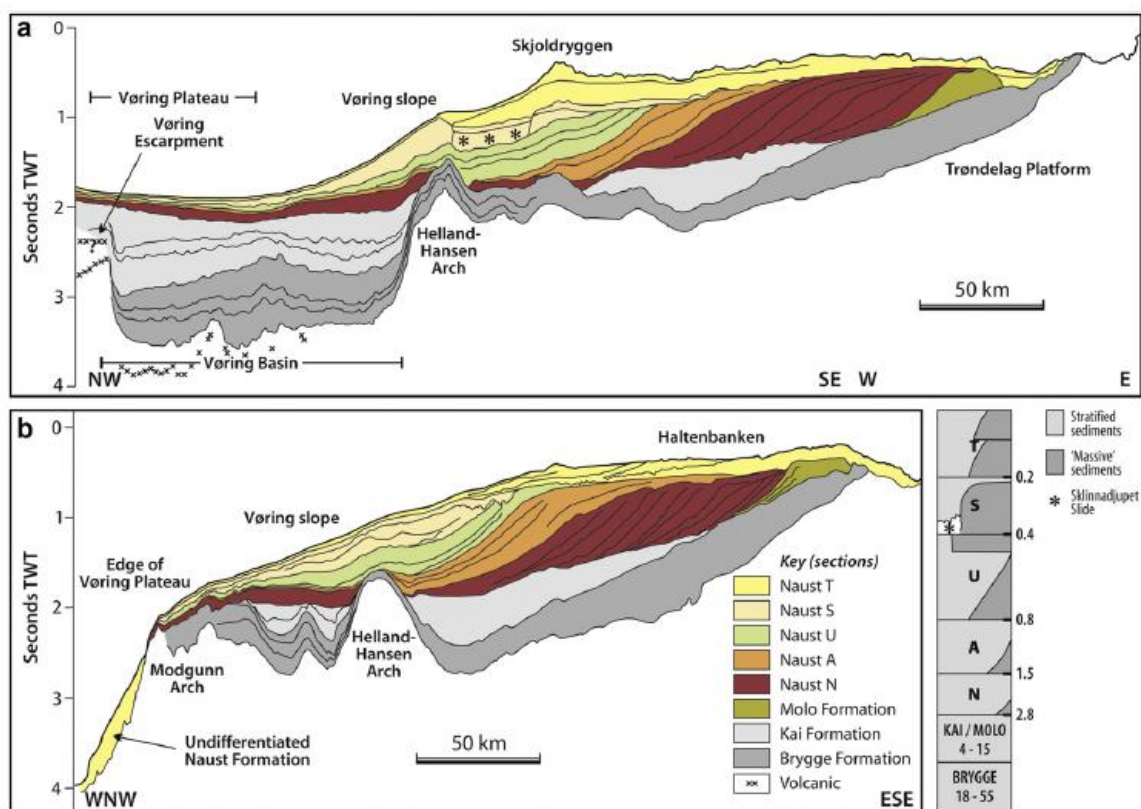 a
0
1
2
3
4
Seconds TWT
Skjoldryggen
Vøring Plateau
Vøring slope
Vøring
Escarpment
* * *
Trøndelag Platform
?
Helland-
Hansen
Arch
50 km
Vøring Basin
NW
SE
W
E
b
0
1
2
3
4
Seconds TWT
Haltenbanken
Vøring slope
Edge of
Vøring Plateau
Helland-
Hansen
Arch
Modgunn
Arch
Undifferentiated
Naust Formation
50 km
WNW
ESE
Key (sections)
Naust T
Naust S
Naust U
Naust A
Naust N
Molo Formation
Kai Formation
Brygge Formation
xx Volcanic
T
0.2
S
*
0.4
U
0.8
A
1.5
N
2.8
KAI / MOLO
4 - 15
BRYGGE
18 - 55
Stratified
sediments
'Massive'
sediments
* Sklinnadjupet
Slide